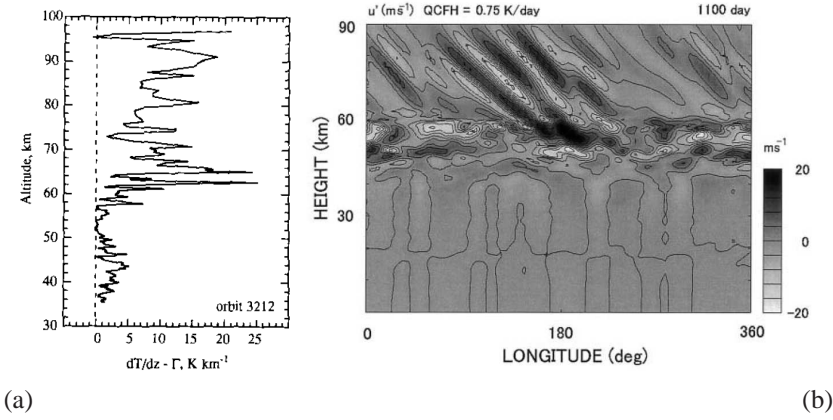 100
90
80
70
60
50
40
30
Altitude, km
0 5 10 15 20 25
orbit 3212
dT/dz - Γ, K km⁻¹
(a)
u' (ms⁻¹) QCFH = 0.75 K/day 1100 day
90
60
30
HEIGHT (km)
0 180 360
LONGITUDE (deg)
ms⁻¹
20
0
-20
(b)